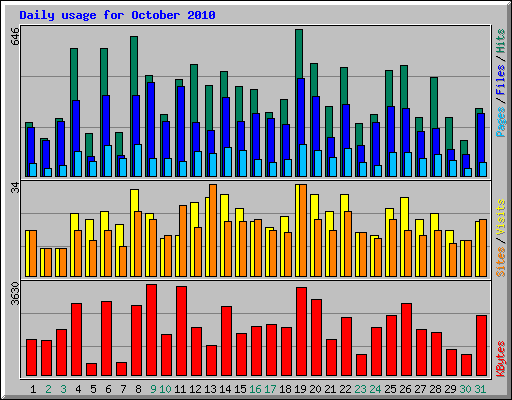 Daily usage for October 2010
646
Pages / Files / Hits
34
Sites / Visits
3630
KBytes
1 2 3 4 5 6 7 8 9 10 11 12 13 14 15 16 17 18 19 20 21 22 23 24 25 26 27 28 29 30 31